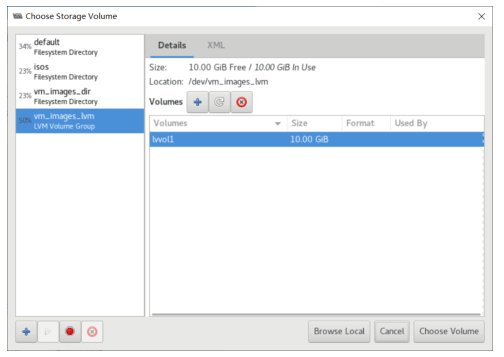 Choose Storage Volume
34% default
Filesystem Directory
23% isos
Filesystem Directory
23% vm_images_dir
Filesystem Directory
50% vm_images_lvm
LVM Volume Group
Details XML
Size: 10.00 GiB Free / 10.00 GiB In Use
Location: /dev/vm_images_lvm
Volumes
Volumes Size Format Used By
lvvol1 10.00 GiB
Browse Local Cancel Choose Volume